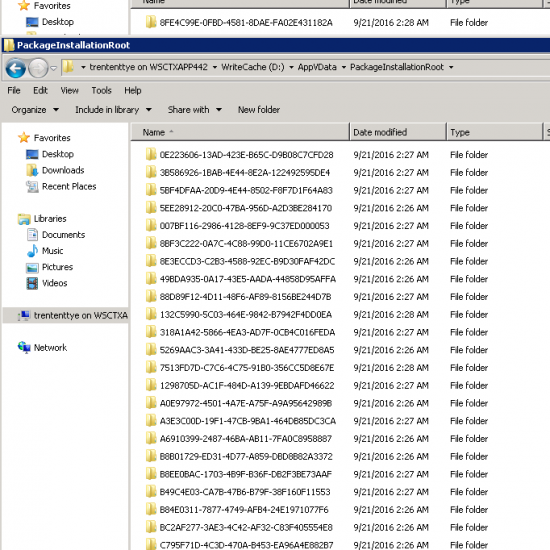 Favorites
Date modified
Type
Desktop
8FE4C99E-0FBD-4581-8DAE-FA02E431182A 9/21/2016 2:28 AM File folder
PackageInstallationRoot
trententtye on WSCTXAPP442 WriteCache (D:) AppVData PackageInstallationRoot
File Edit View Tools Help
Organize Include in library Share with New folder
Name Date modified Type
Favorites
Desktop
Downloads
Recent Places
Libraries
Documents
Music
Pictures
Videos
trententtye on WSCTXA
Network
0E223606-13AD-423E-B65C-D9B08C7CFD28 9/21/2016 2:27 AM File folder
3B586926-1BAB-4E44-8E2A-122492595DE4 9/21/2016 2:27 AM File folder
5BF4DFAA-20D9-4E44-8502-F8F7D1F64A83 9/21/2016 2:27 AM File folder
5EE28912-20C0-47BA-956D-A2D3BE284170 9/21/2016 2:26 AM File folder
007BF116-2986-4128-8EF9-9C37ED000053 9/21/2016 2:27 AM File folder
8BF3C222-0A7C-4C88-99D0-11CE6702A9E1 9/21/2016 2:27 AM File folder
8E3ECCD3-C2B3-4588-92EC-B9D30FAF42DC 9/21/2016 2:26 AM File folder
49BDA935-0A17-43E5-AADA-44858D95AFFA 9/21/2016 2:28 AM File folder
88D89F12-4D11-48F6-AF89-8156BE244D7B 9/21/2016 2:27 AM File folder
132C5990-5C03-464E-9842-B7942F4DD0EA 9/21/2016 2:28 AM File folder
318A1A42-5866-4EA3-AD7F-0CB4C016FEDA 9/21/2016 2:27 AM File folder
5269AAC3-3A41-433D-BE25-8AE4777ED8A5 9/21/2016 2:26 AM File folder
7513FD7D-C7C6-4C75-91B0-356CC5D8E67E 9/21/2016 2:28 AM File folder
1298705D-AC1F-484D-A139-9EBDAFD46622 9/21/2016 2:27 AM File folder
A0E97972-4501-4A7E-A75F-A9A95642989B 9/21/2016 2:26 AM File folder
A3E3C00D-19F1-47CB-9BA1-464DB85DC3CA 9/21/2016 2:27 AM File folder
A6910399-2487-46BA-AB11-7FA0C8958887 9/21/2016 2:26 AM File folder
B8B01729-ED31-4D77-A859-DBD8B82A3372 9/21/2016 2:26 AM File folder
B8EE0BAC-1703-4B9F-B36F-DB2F3BE73AAF 9/21/2016 2:27 AM File folder
B49C4E03-CA7B-47B6-B79F-38F160F11553 9/21/2016 2:27 AM File folder
B84E0311-7877-4749-AFB4-24E1971077F6 9/21/2016 2:26 AM File folder
BC2AF277-3AE3-4C42-AF32-C83F405554E8 9/21/2016 2:26 AM File folder
C795F71D-4C3D-470A-B453-EA96A4E882B7 9/21/2016 2:26 AM File folder